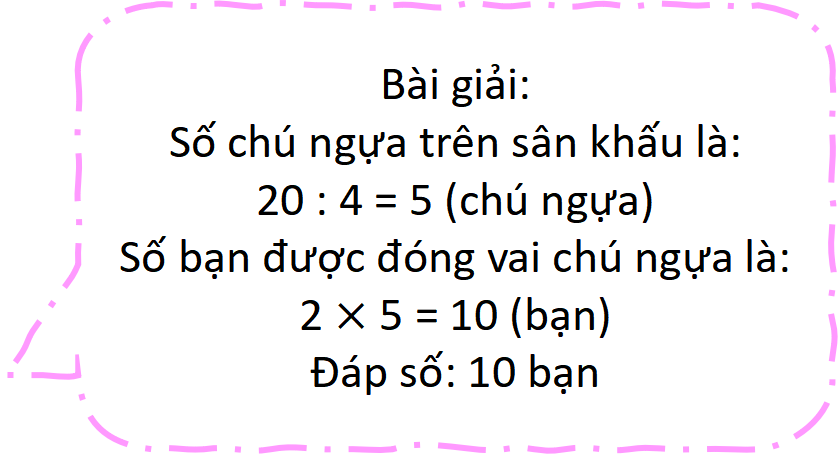 Bài giải:
Số chú ngựa trên sân khấu là:
20 : 4 = 5 (chú ngựa)
Số bạn được đóng vai chú ngựa là:
2 × 5 = 10 (bạn)
Đáp số: 10 bạn